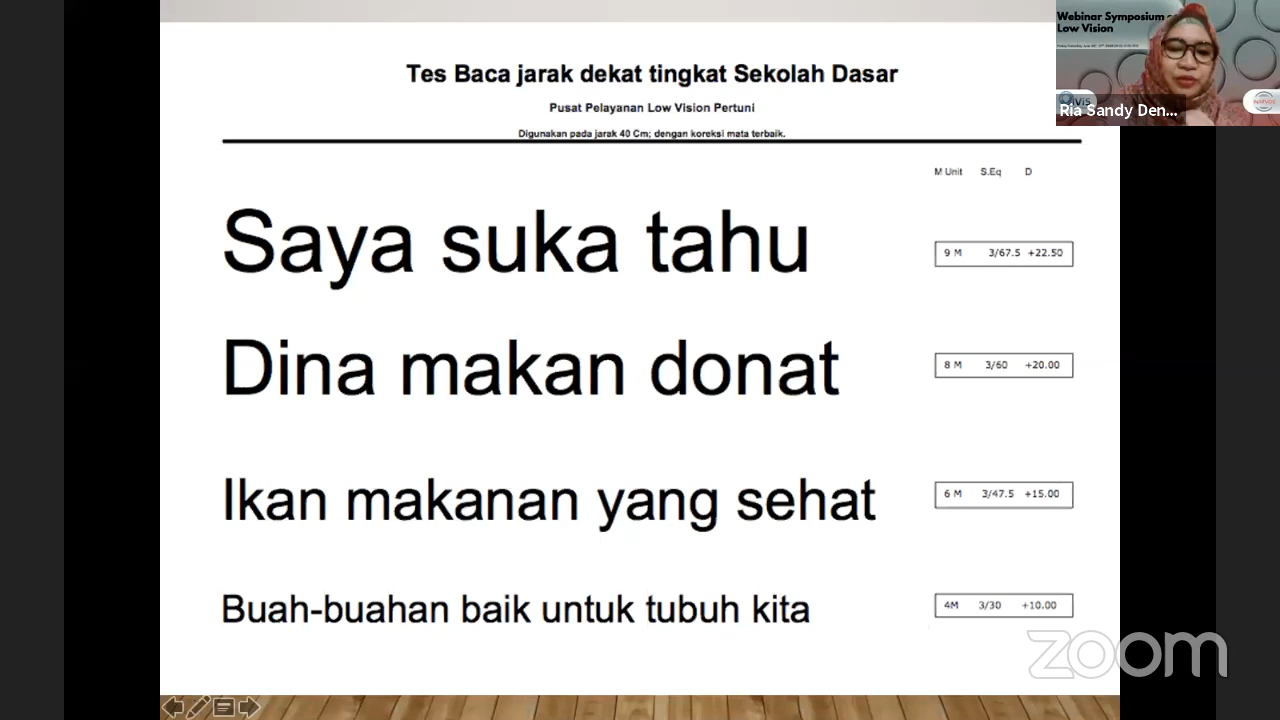 Webinar Symposium
Low Vision
Ria Sandy Den...
Tes Baca jarak dekat tingkat Sekolah Dasar
Pusat Pelayanan Low Vision Pertuni
Digunakan pada jarak 40 Cm; dengan koreksi mata terbaik.
M Unit S.Eq D
Saya suka tahu 9 M 3/67.5 +22.50
Dina makan donat 8 M 3/60 +20.00
Ikan makanan yang sehat 6 M 3/47.5 +15.00
Buah-buahan baik untuk tubuh kita 4M 3/30 +10.00
zoom